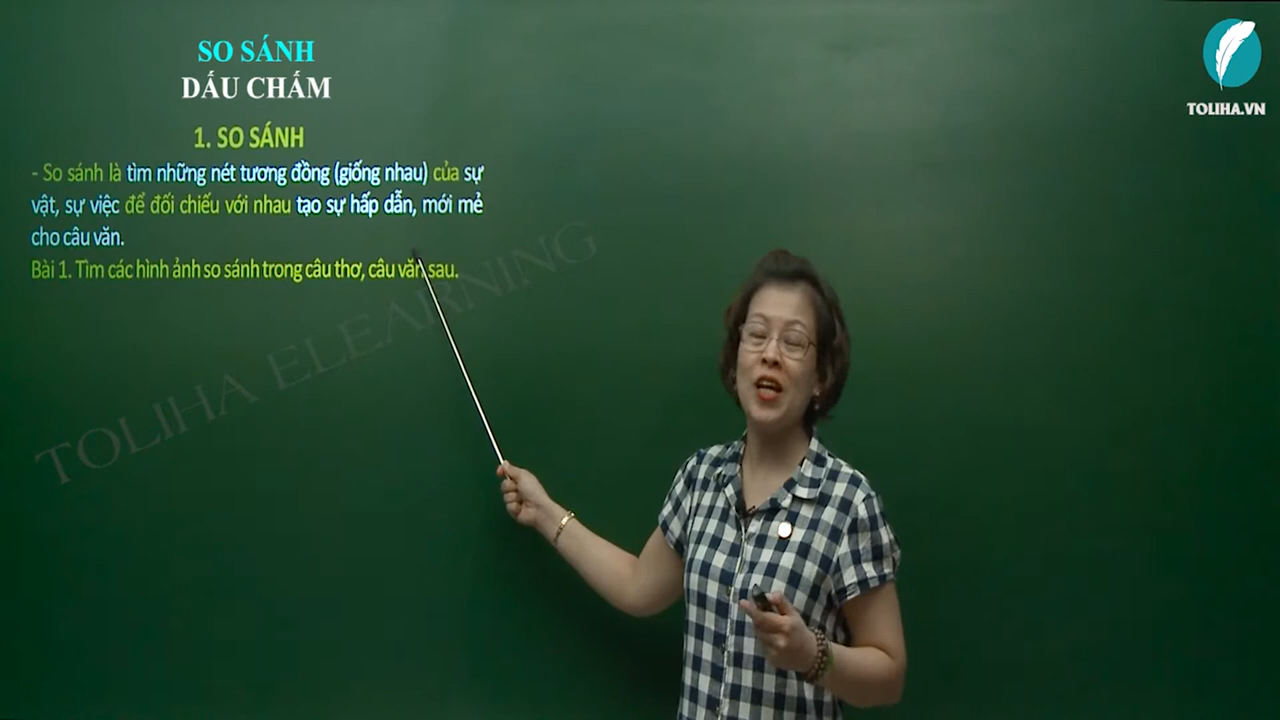 SO SÁNH
DẤU CHẤM
TOLIHA.VN
1. SO SÁNH
- So sánh là tìm những nét tương đồng (giống nhau) của sự
vật, sự việc để đối chiếu với nhau tạo sự hấp dẫn, mới mẻ
cho câu văn.
Bài 1. Tìm các hình ảnh so sánh trong câu thơ, câu văn sau.
TOLIHA ELEARNING